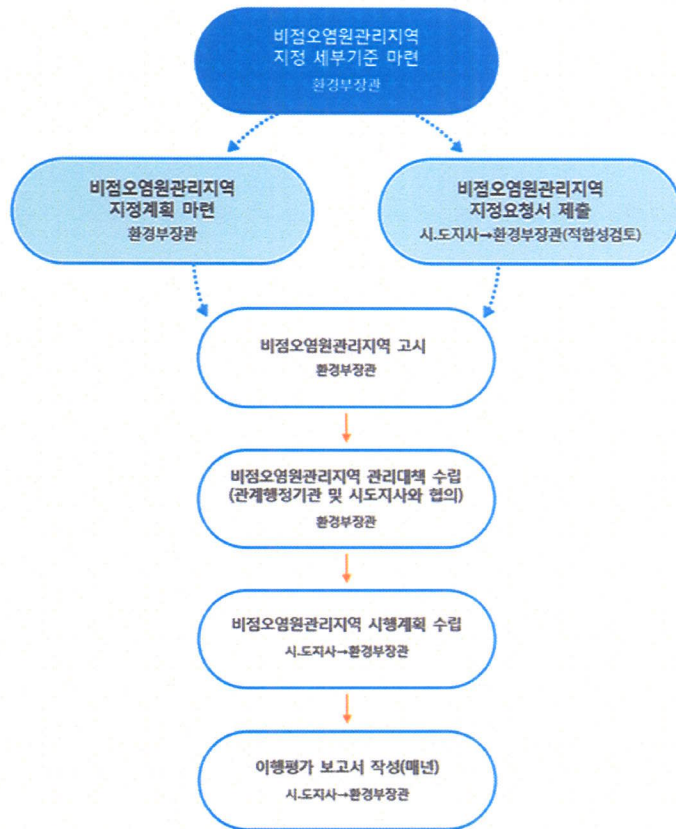 비점오염원관리지역
지정 세부기준 마련
환경부장관
비점오염원관리지역
지정계획 마련
환경부장관
비점오염원관리지역
지정요청서 제출
시.도지사→환경부장관(적합성검토)
비점오염원관리지역 고시
환경부장관
비점오염원관리지역 관리대책 수립
(관계행정기관 및 시도지사와 협의)
환경부장관
비점오염원관리지역 시행계획 수립
시.도지사→환경부장관
이행평가 보고서 작성(매년)
시.도지사→환경부장관